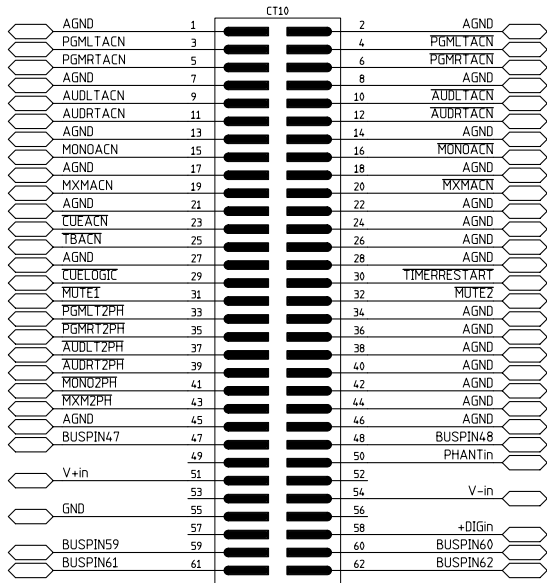 CT10
AGND 1 2 AGND
PGMLTACN 3 4 PGMLTACN
PGMRTACN 5 6 PGMRTACN
AGND 7 8 AGND
AUDLTACN 9 10 AUDLTACN
AUDRTACN 11 12 AUDRTACN
AGND 13 14 AGND
MONOACN 15 16 MONOACN
AGND 17 18 AGND
MXMACN 19 20 MXMACN
AGND 21 22 AGND
CUEACN 23 24 AGND
TBACN 25 26 AGND
AGND 27 28 AGND
CUELOGIC 29 30 TIMERRESTART
MUTE1 31 32 MUTE2
PGMLT2PH 33 34 AGND
PGMRT2PH 35 36 AGND
AUDLT2PH 37 38 AGND
AUDRT2PH 39 40 AGND
MONO2PH 41 42 AGND
MXM2PH 43 44 AGND
AGND 45 46 AGND
BUSPIN47 47 48 BUSPIN48
49 50 PHANTin
V+in 51 52
53 54 V-in
GND 55 56
57 58 +DIGin
BUSPIN59 59 60 BUSPIN60
BUSPIN61 61 62 BUSPIN62